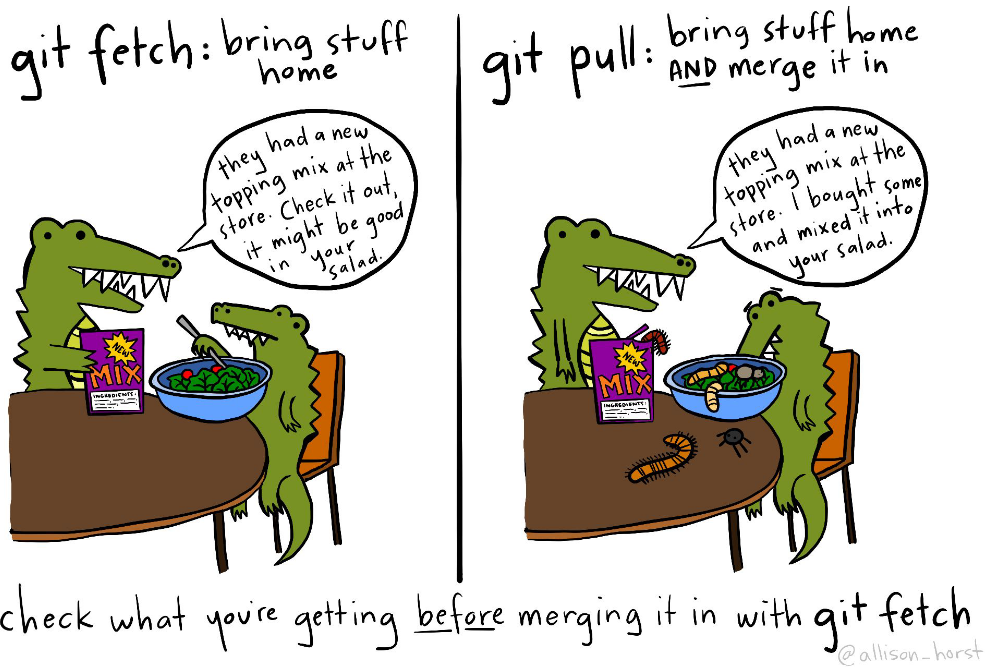 git fetch: bring stuff
home
they had a new
topping mix at the
store. Check it out,
it might be good
in your
salad.
NEW
MIX
INGREDIENTS:
git pull: bring stuff home
AND merge it in
they had a new
topping mix at the
store. I bought some
and mixed it into
your salad.
NEW
MIX
INGREDIENTS:
check what you're getting before merging it in with git fetch
@allison_horst